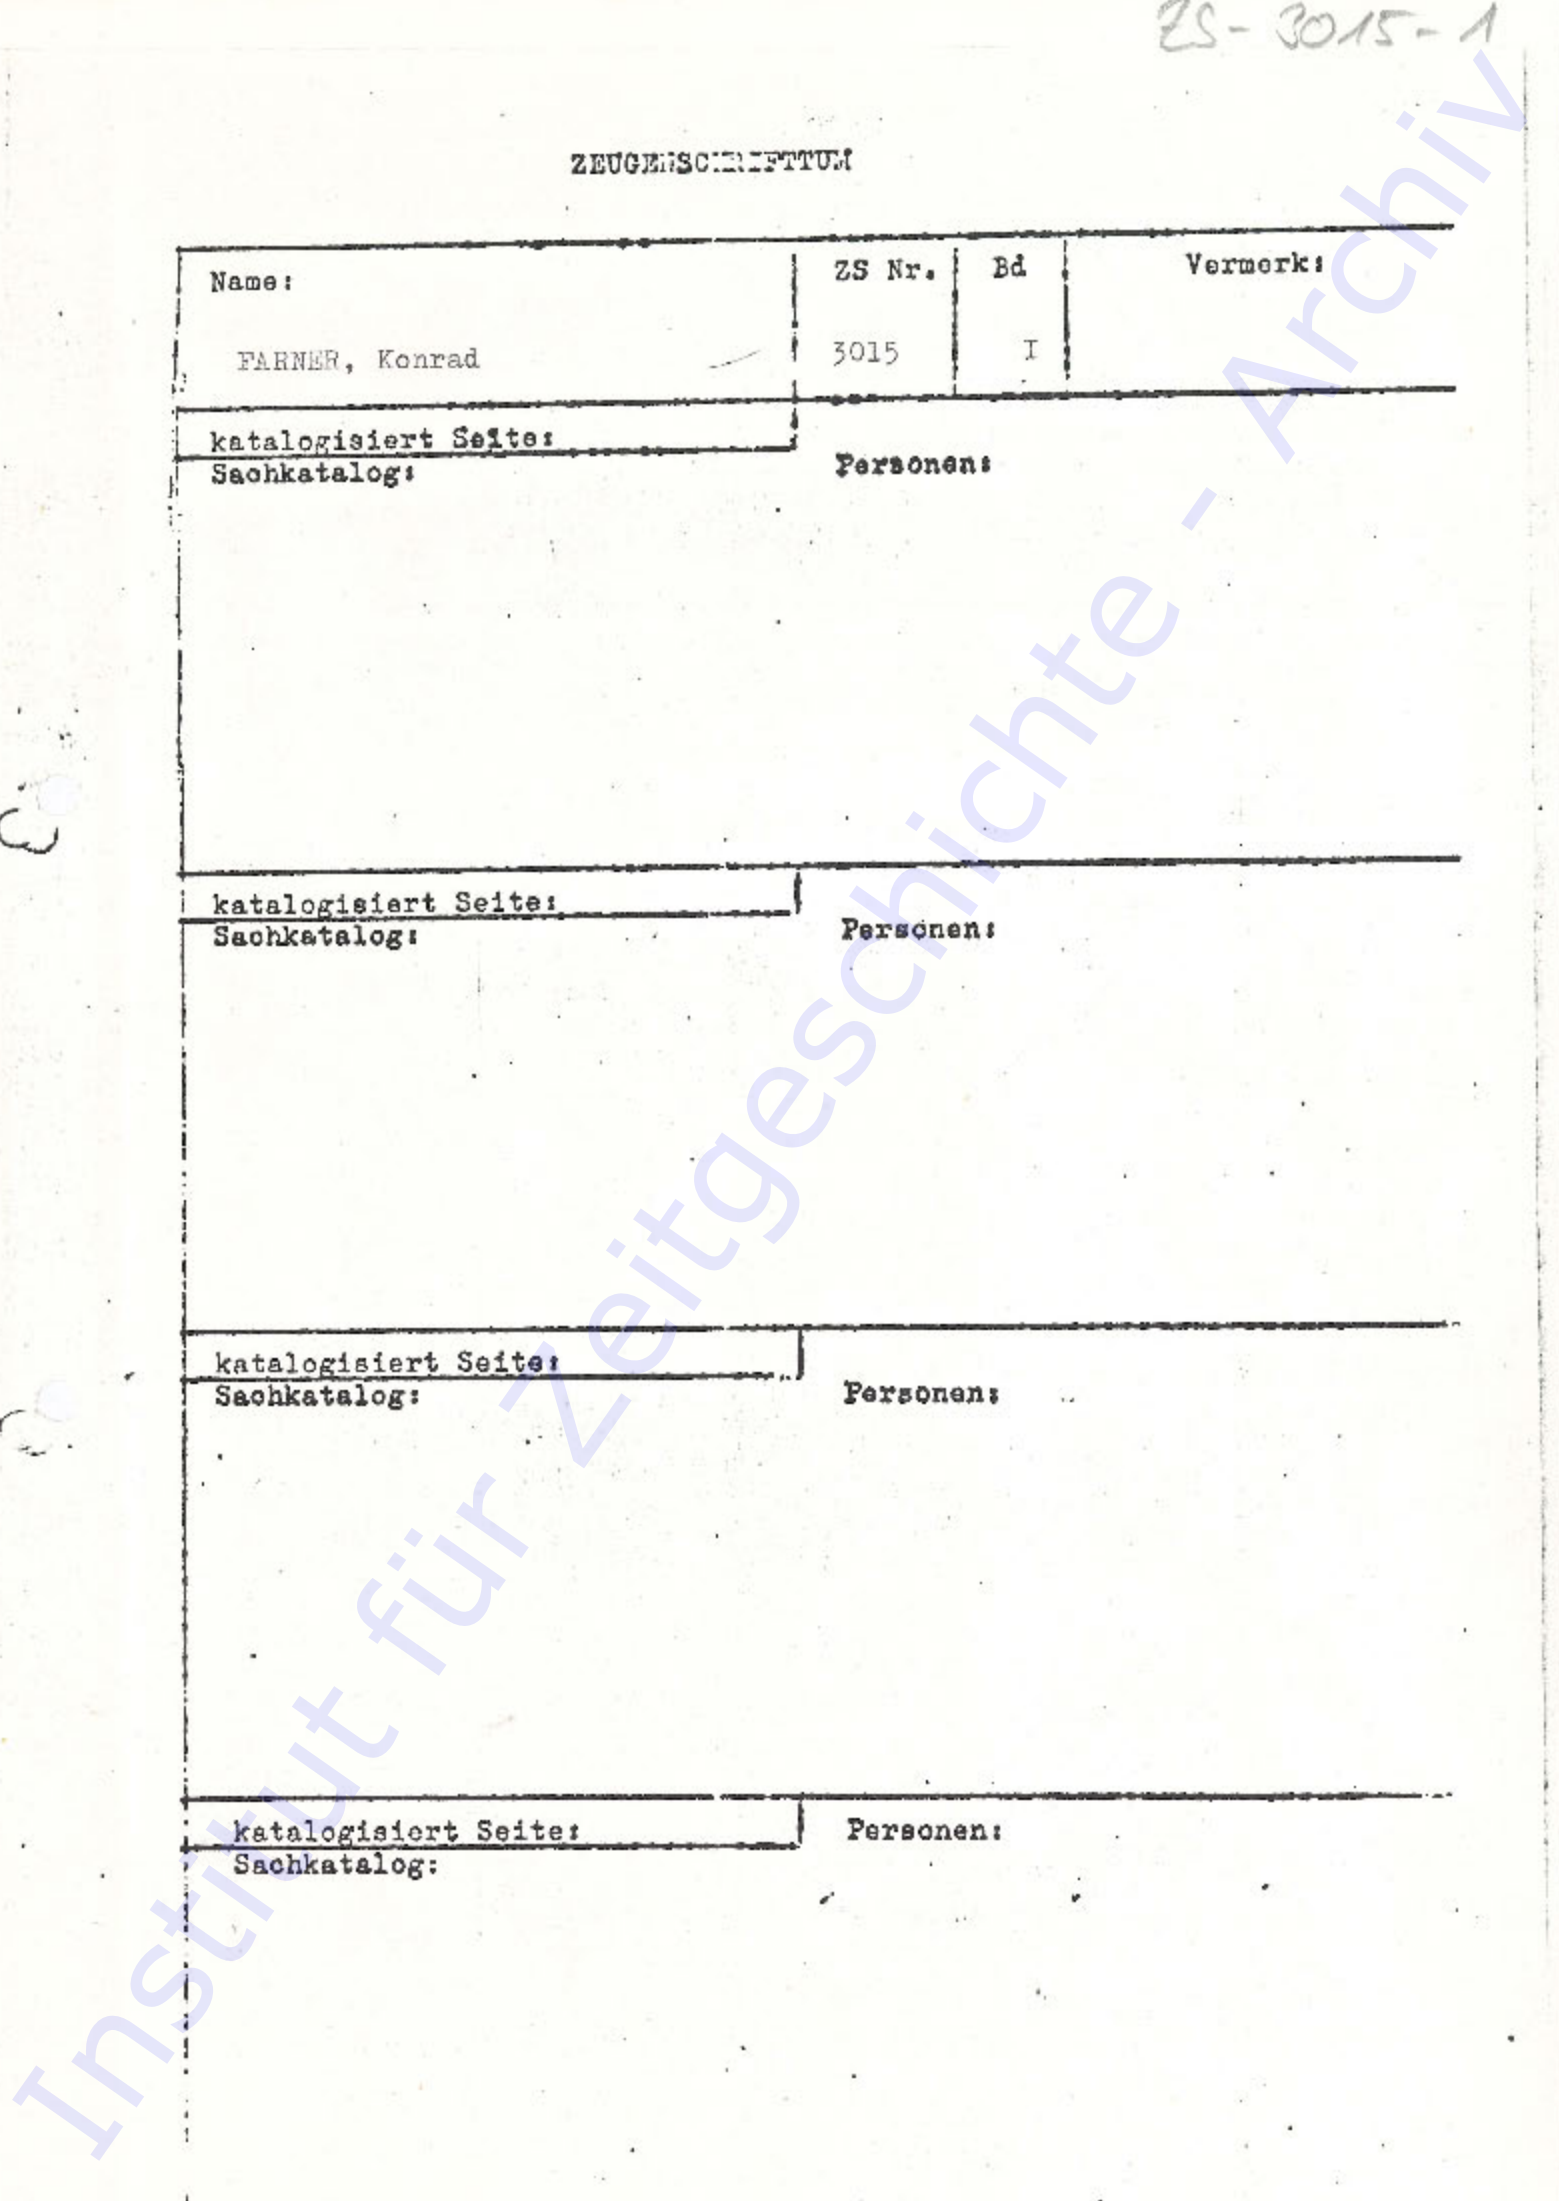 ZS - 3015 - 1
ZEUGENSCHRIFTTUM
Name: ZS Nr. Bd Vermerk:
FARNER, Konrad 3015 I
katalogisiert Seite:
Sachkatalog: Personen:
katalogisiert Seite:
Sachkatalog: Personen:
katalogisiert Seite:
Sachkatalog: Personen:
katalogisiert Seite: Personen:
Sachkatalog:
Institut für Zeitgeschichte - Archiv